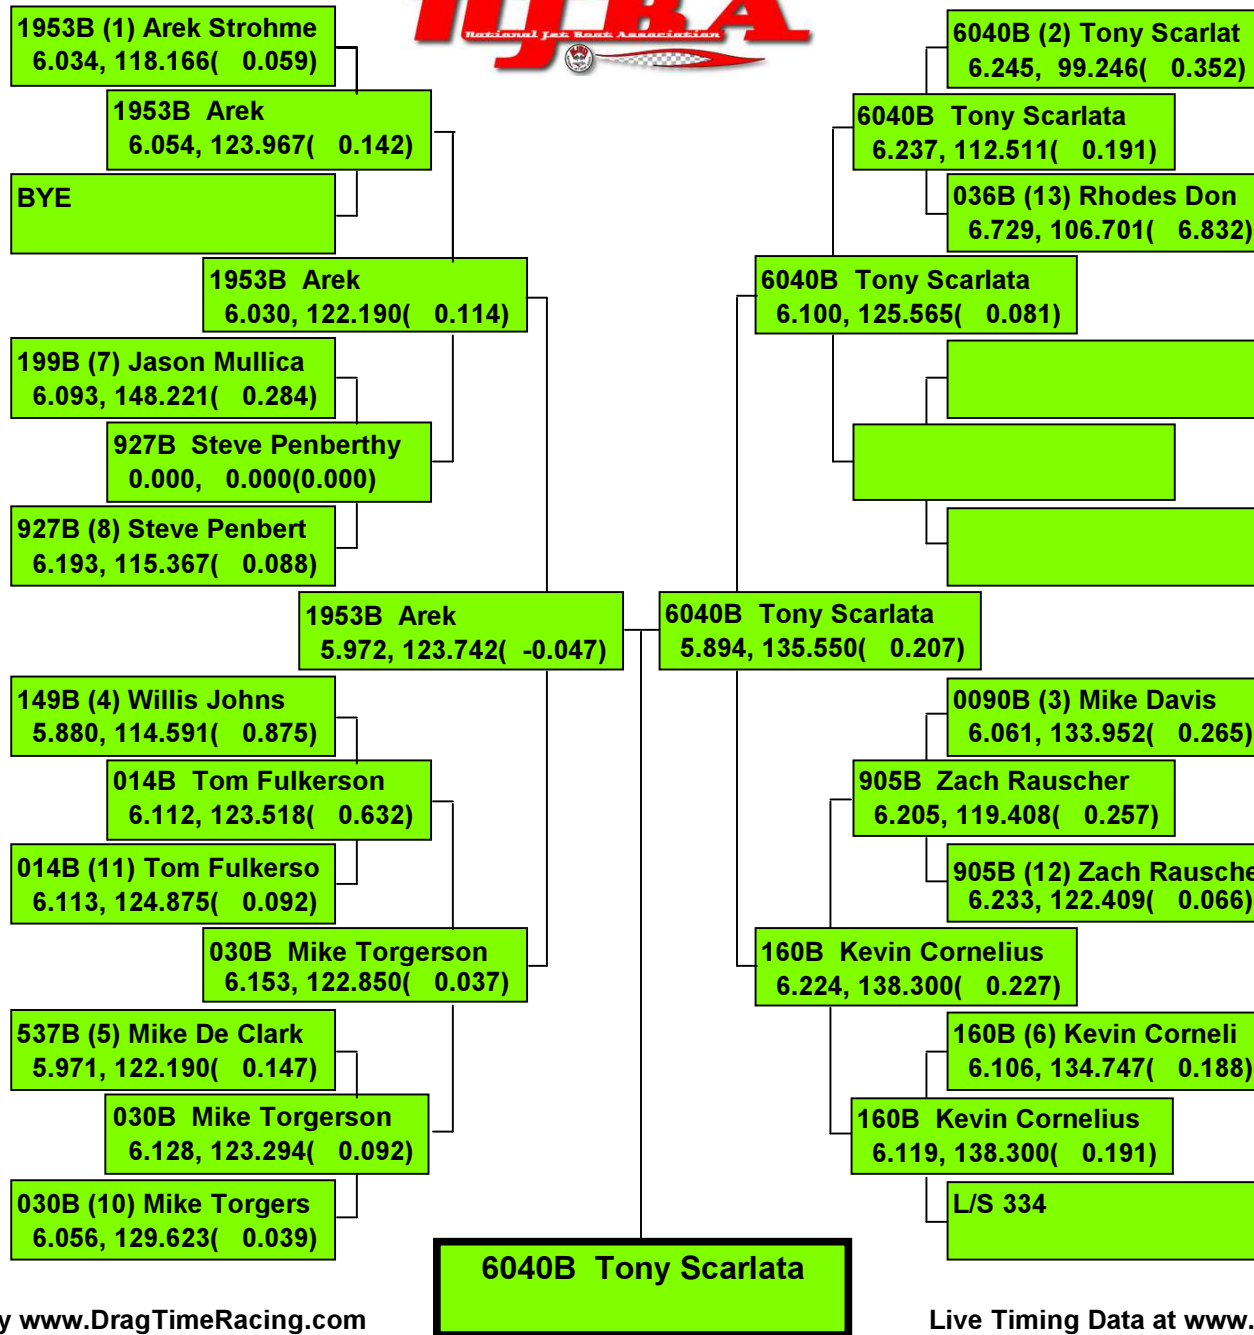 NJBA
National Jet Boat Association
1953B (1) Arek Strohme
6.034, 118.166( 0.059)
1953B Arek
6.054, 123.967( 0.142)
BYE
1953B Arek
6.030, 122.190( 0.114)
199B (7) Jason Mullica
6.093, 148.221( 0.284)
927B Steve Penberthy
0.000, 0.000(0.000)
927B (8) Steve Penbert
6.193, 115.367( 0.088)
1953B Arek
5.972, 123.742( -0.047)
149B (4) Willis Johns
5.880, 114.591( 0.875)
014B Tom Fulkerson
6.112, 123.518( 0.632)
014B (11) Tom Fulkerso
6.113, 124.875( 0.092)
030B Mike Torgerson
6.153, 122.850( 0.037)
537B (5) Mike De Clark
5.971, 122.190( 0.147)
030B Mike Torgerson
6.128, 123.294( 0.092)
030B (10) Mike Torgers
6.056, 129.623( 0.039)
6040B (2) Tony Scarlat
6.245, 99.246( 0.352)
6040B Tony Scarlata
6.237, 112.511( 0.191)
036B (13) Rhodes Don
6.729, 106.701( 6.832)
6040B Tony Scarlata
6.100, 125.565( 0.081)
6040B Tony Scarlata
5.894, 135.550( 0.207)
0090B (3) Mike Davis
6.061, 133.952( 0.265)
905B Zach Rauscher
6.205, 119.408( 0.257)
905B (12) Zach Rausche
6.233, 122.409( 0.066)
160B Kevin Cornelius
6.224, 138.300( 0.227)
160B (6) Kevin Corneli
6.106, 134.747( 0.188)
160B Kevin Cornelius
6.119, 138.300( 0.191)
L/S 334
6040B Tony Scarlata
y www.DragTimeRacing.com
Live Timing Data at www.